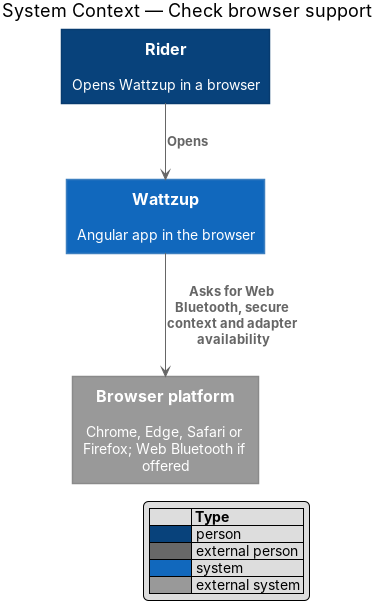 System Context — Check browser support
Rider
Opens Wattzup in a browser
Opens
Wattzup
Angular app in the browser
Asks for Web
Bluetooth, secure
context and adapter
availability
Browser platform
Chrome, Edge, Safari or
Firefox; Web Bluetooth if
offered
Type
person
external person
system
external system